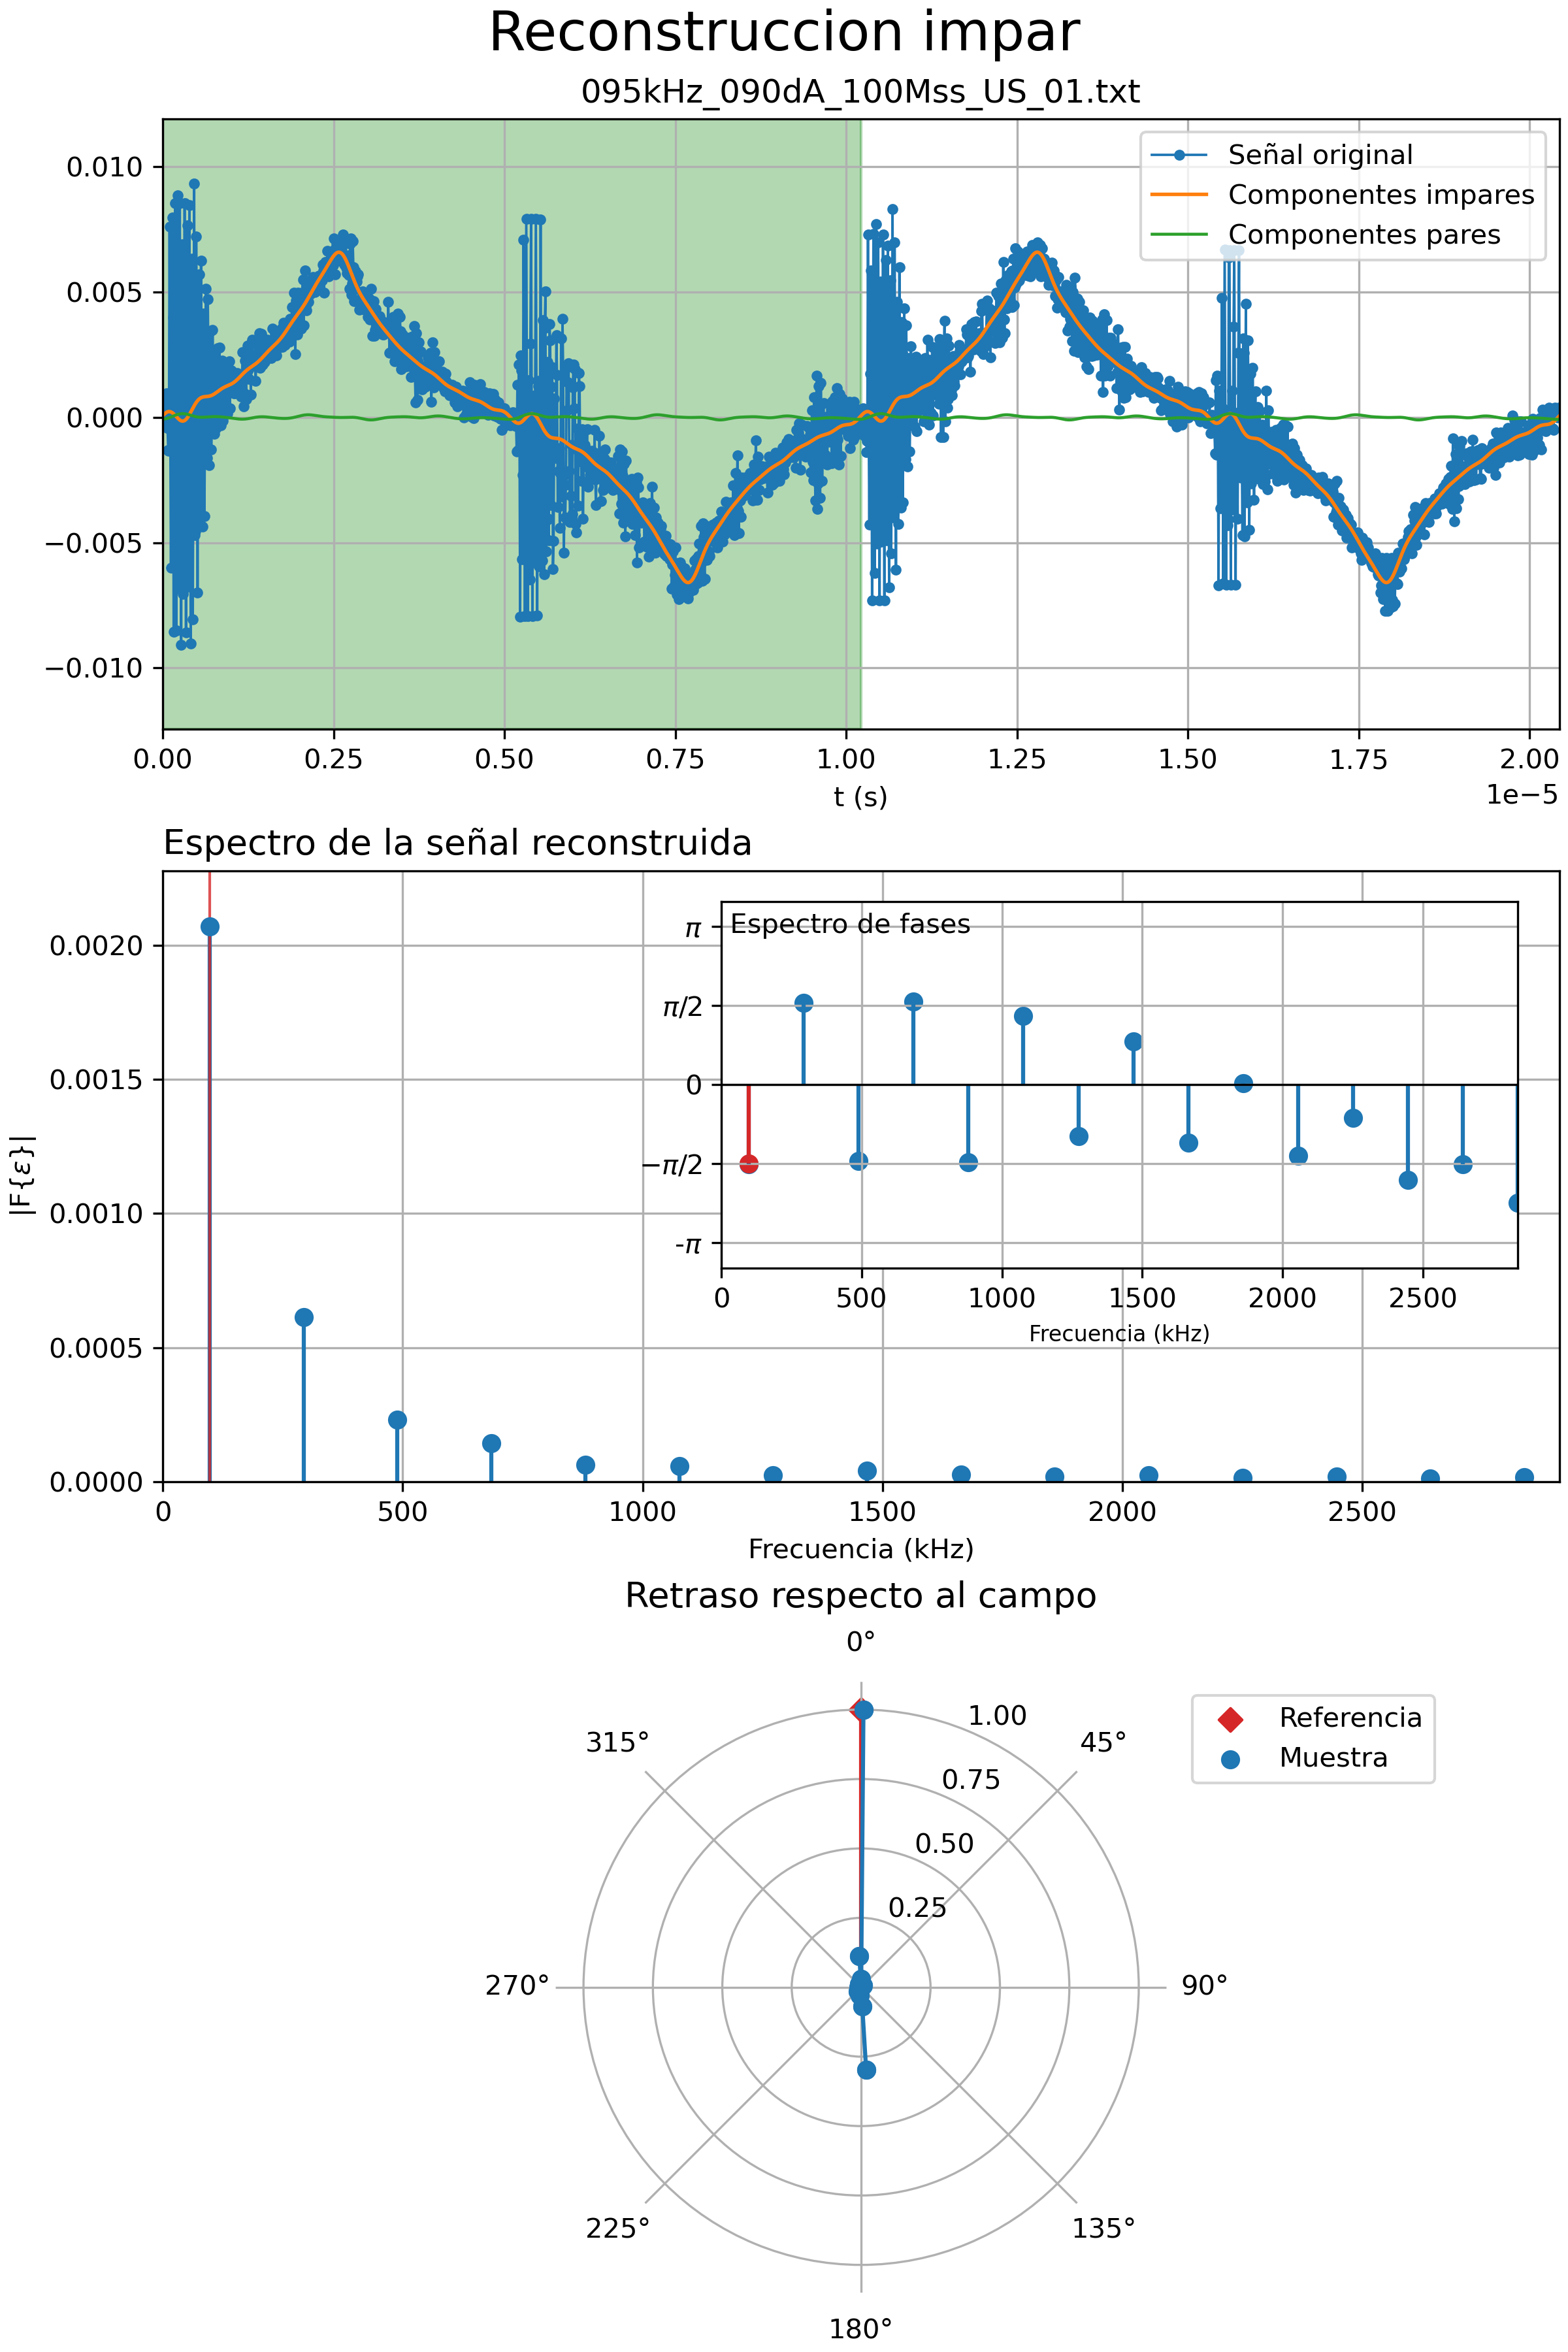 Reconstruccion impar
095kHz_090dA_100Mss_US_01.txt
0.010
0.005
0.000
−0.005
−0.010
Señal original
Componentes impares
Componentes pares
0.00 0.25 0.50 0.75 1.00 1.25 1.50 1.75 2.00
t (s)
1e−5
Espectro de la señal reconstruida
|F{ε}|
0.0020
0.0015
0.0010
0.0005
0.0000
Espectro de fases
π
π/2
0
−π/2
-π
0 500 1000 1500 2000 2500
Frecuencia (kHz)
0 500 1000 1500 2000 2500
Frecuencia (kHz)
Retraso respecto al campo
0°
45°
90°
135°
180°
225°
270°
315°
1.00
0.75
0.50
0.25
Referencia
Muestra